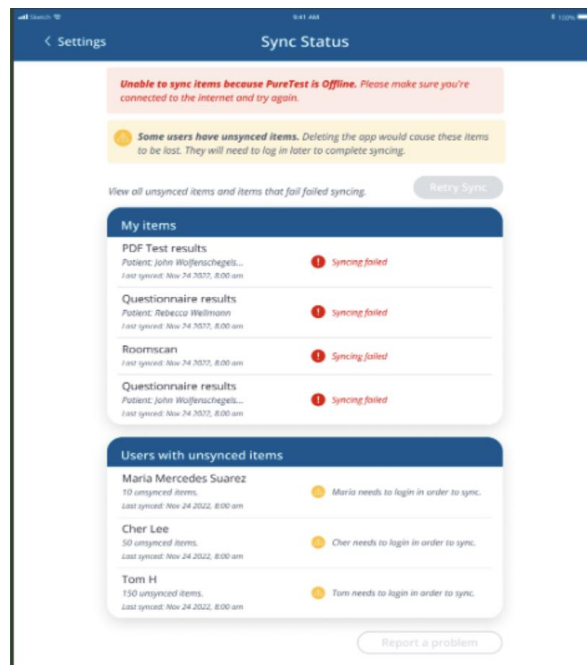 Sketch
9:41 AM
100%
Settings
Sync Status
Unable to sync items because PureTest is Offline. Please make sure you're
connected to the internet and try again.
Some users have unsynced items. Deleting the app would cause these items
to be lost. They will need to log in later to complete syncing.
View all unsynced items and items that fail failed syncing.
Retry Sync
My items
PDF Test results
Patient: John Wolfenschegels...
Last synced: Nov 24 2022, 8:00 am
Syncing failed
Questionnaire results
Patient: Rebecca Wellmann
Last synced: Nov 24 2022, 8:00 am
Syncing failed
Roomscan
Last synced: Nov 24 2022, 8:00 am
Syncing failed
Questionnaire results
Patient: John Wolfenschegels...
Last synced: Nov 24 2022, 8:00 am
Syncing failed
Users with unsynced items
Maria Mercedes Suarez
10 unsynced items.
Last synced: Nov 24 2022, 8:00 am
Maria needs to login in order to sync.
Cher Lee
50 unsynced items.
Last synced: Nov 24 2022, 8:00 am
Cher needs to login in order to sync.
Tom H
150 unsynced items.
Last synced: Nov 24 2022, 8:00 am
Tom needs to login in order to sync.
Report a problem